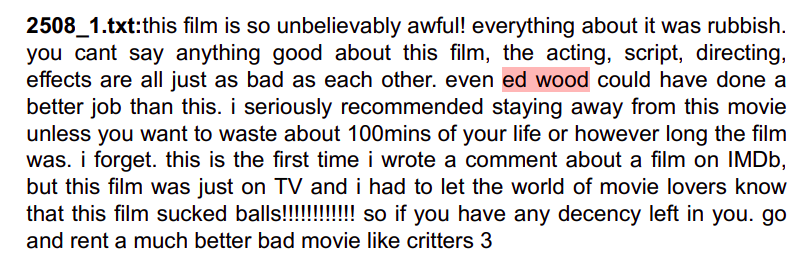 2508_1.txt:this film is so unbelievably awful! everything about it was rubbish.
you cant say anything good about this film, the acting, script, directing,
effects are all just as bad as each other. even ed wood could have done a
better job than this. i seriously recommended staying away from this movie
unless you want to waste about 100mins of your life or however long the film
was. i forget. this is the first time i wrote a comment about a film on IMDb,
but this film was just on TV and i had to let the world of movie lovers know
that this film sucked balls!!!!!!!!!!!! so if you have any decency left in you. go
and rent a much better bad movie like critters 3